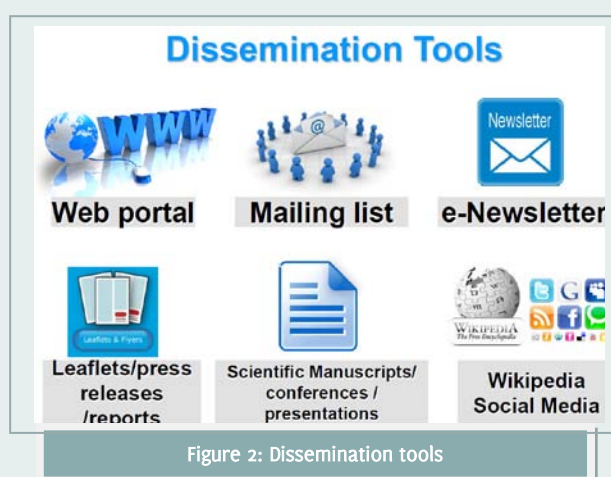 Dissemination Tools
WWW
@
Newsletter
Web portal
Mailing list
e-Newsletter
Leaflets & Flyers
WIKIPEDIA
The Free Encyclopedia
G
f
Leaflets/press
releases
/reports
Scientific Manuscripts/
conferences /
presentations
Wikipedia
Social Media
Figure 2: Dissemination tools